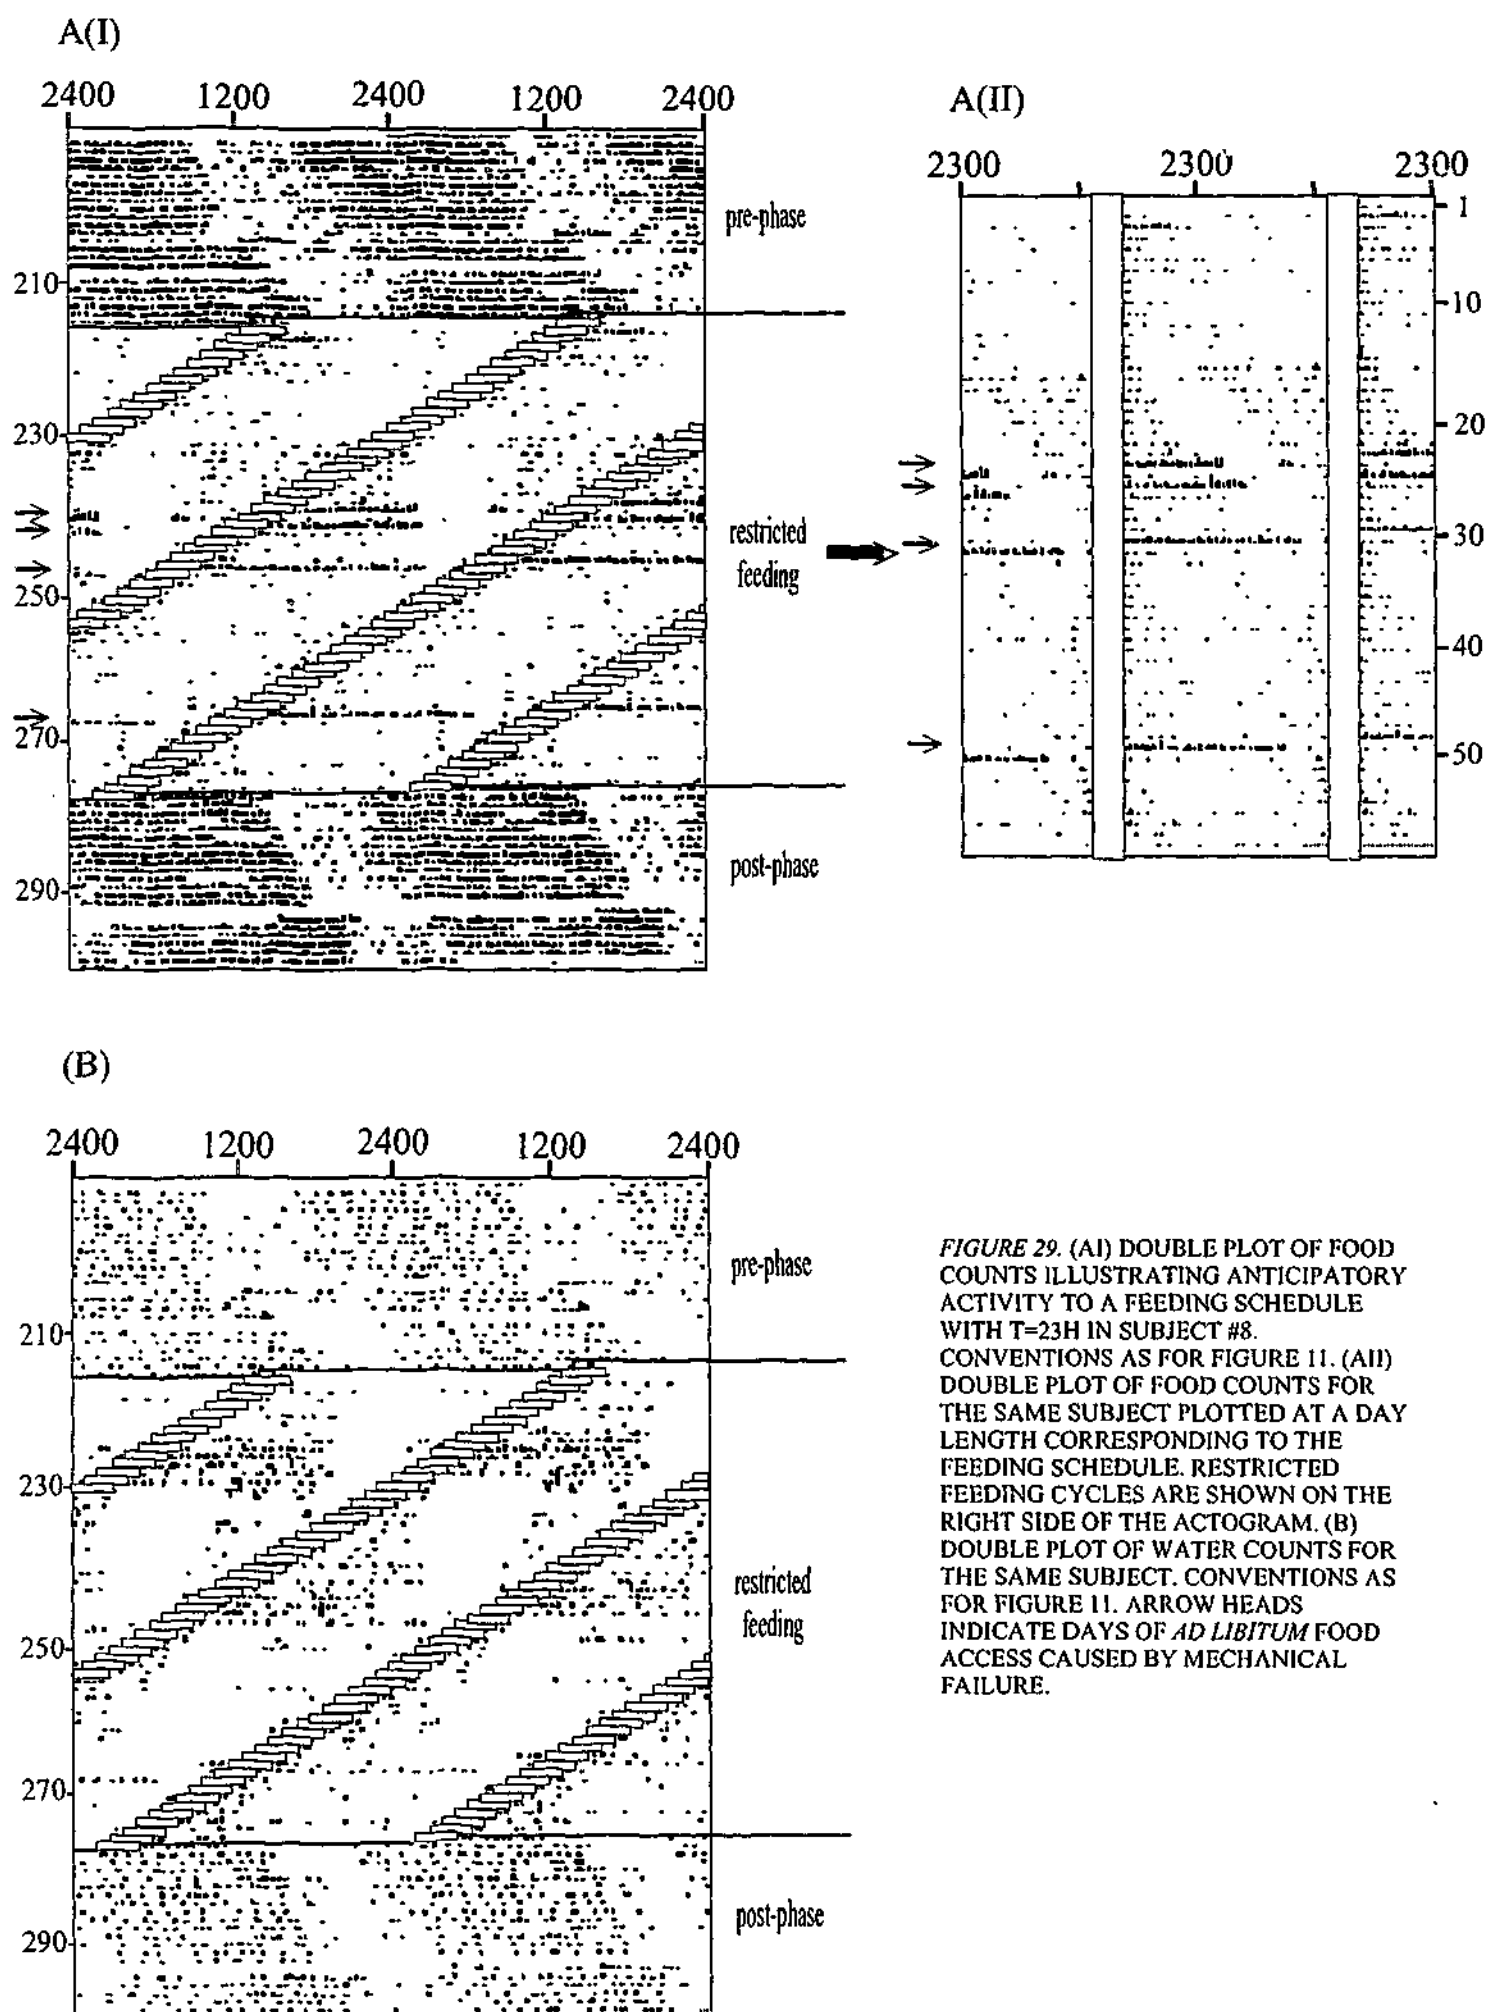 A(I)
2400 1200 2400 1200 2400
pre-phase
210
230
restricted
feeding
250
270
post-phase
290
A(II)
2300 2300 2300
1
10
20
30
40
50
(B)
2400 1200 2400 1200 2400
pre-phase
210
230
restricted
feeding
250
270
post-phase
290
FIGURE 29. (AI) DOUBLE PLOT OF FOOD
COUNTS ILLUSTRATING ANTICIPATORY
ACTIVITY TO A FEEDING SCHEDULE
WITH T=23H IN SUBJECT #8.
CONVENTIONS AS FOR FIGURE 11. (AII)
DOUBLE PLOT OF FOOD COUNTS FOR
THE SAME SUBJECT PLOTTED AT A DAY
LENGTH CORRESPONDING TO THE
FEEDING SCHEDULE. RESTRICTED
FEEDING CYCLES ARE SHOWN ON THE
RIGHT SIDE OF THE ACTOGRAM. (B)
DOUBLE PLOT OF WATER COUNTS FOR
THE SAME SUBJECT. CONVENTIONS AS
FOR FIGURE 11. ARROW HEADS
INDICATE DAYS OF AD LIBITUM FOOD
ACCESS CAUSED BY MECHANICAL
FAILURE.